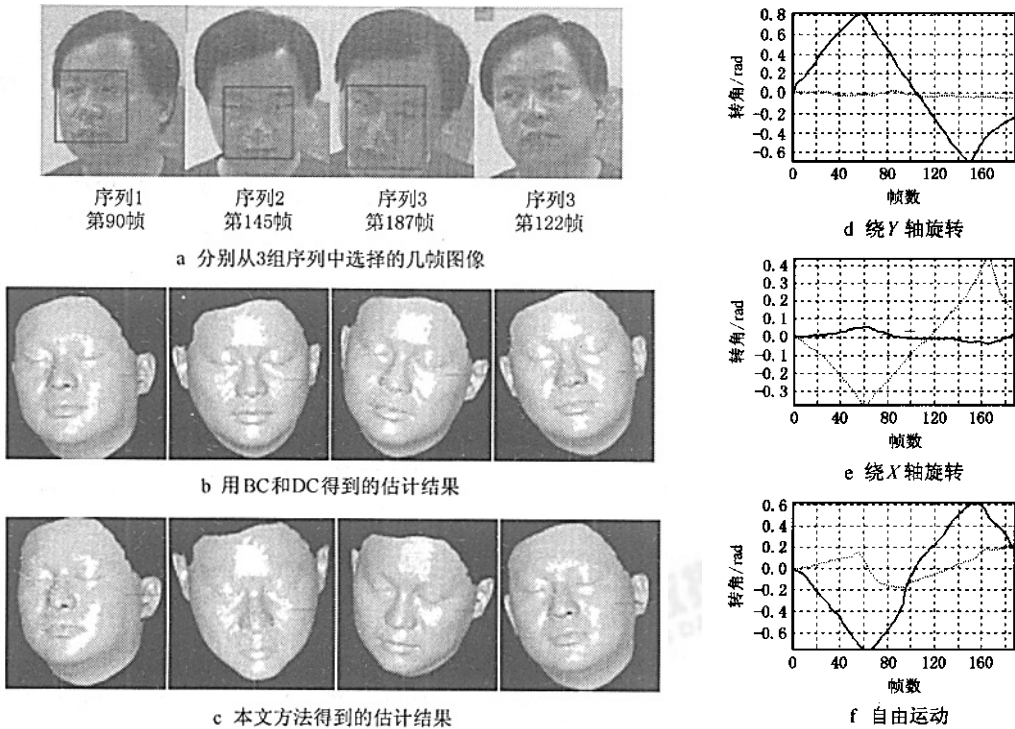 序列1 序列2 序列3 序列3
第90帧 第145帧 第187帧 第122帧
a 分别从3组序列中选择的几帧图像
b 用BC和DC得到的估计结果
c 本文方法得到的估计结果
转角/rad
0.8
0.6
0.4
0.2
0.0
-0.2
-0.4
-0.6
0 40 80 120 160
帧数
d 绕Y轴旋转
转角/rad
0.4
0.3
0.2
0.1
0.0
-0.1
-0.2
-0.3
0 40 80 120 160
帧数
e 绕X轴旋转
转角/rad
0.6
0.4
0.2
0.0
-0.2
-0.4
-0.6
0 40 80 120 160
帧数
f 自由运动